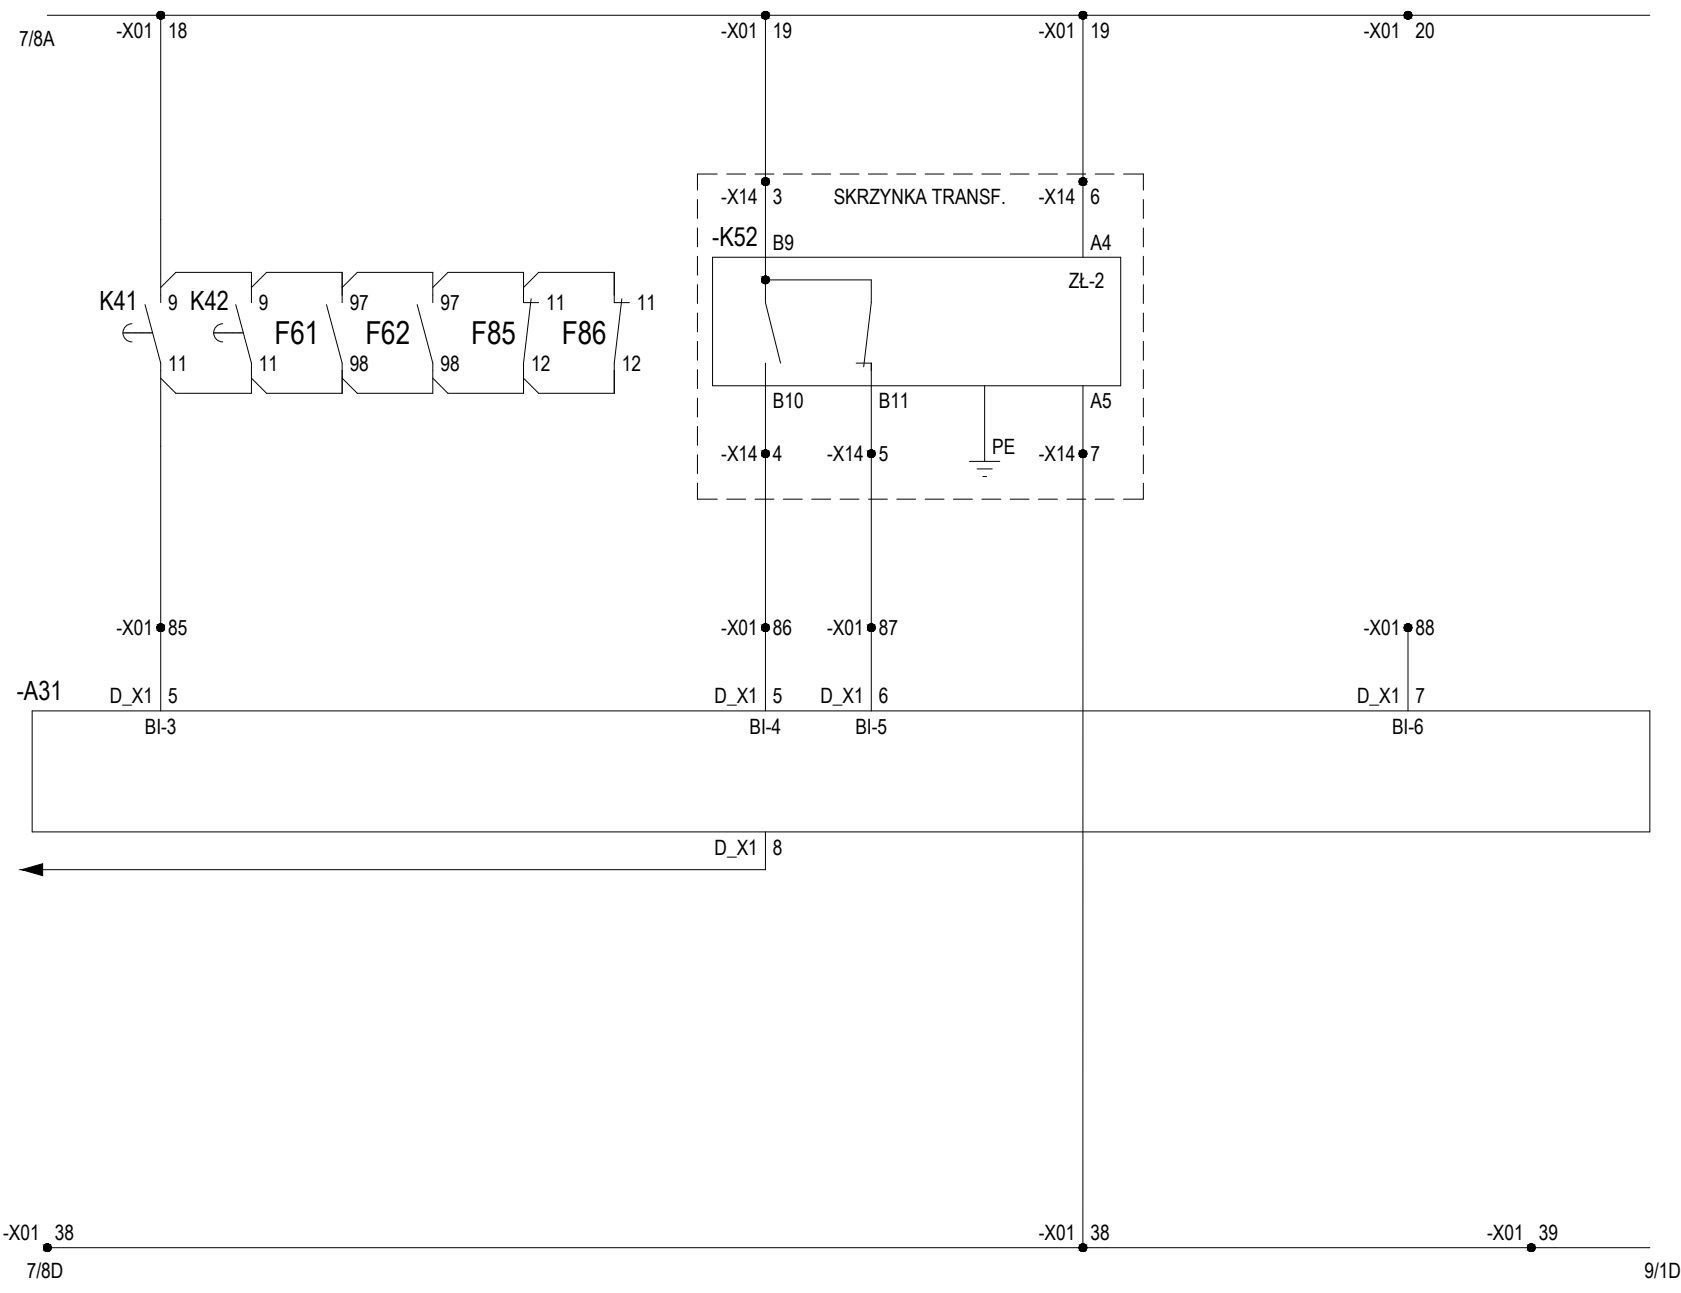 7/8A
-X01 18
-X01 19
-X01 19
-X01 20
-X14 3
SKRZYNKA TRANSF.
-X14 6
-K52 B9
A4
ZŁ-2
K41 9
K42 9
F61 97
F62 97
F85 11
F86 11
11
11
98
98
12
12
B10
B11
A5
-X14 4
-X14 5
PE
-X14 7
-X01 85
-X01 86
-X01 87
-X01 88
-A31
D_X1 5
D_X1 5
D_X1 6
D_X1 7
BI-3
BI-4
BI-5
BI-6
D_X1 8
-X01 38
-X01 38
-X01 39
7/8D
9/1D